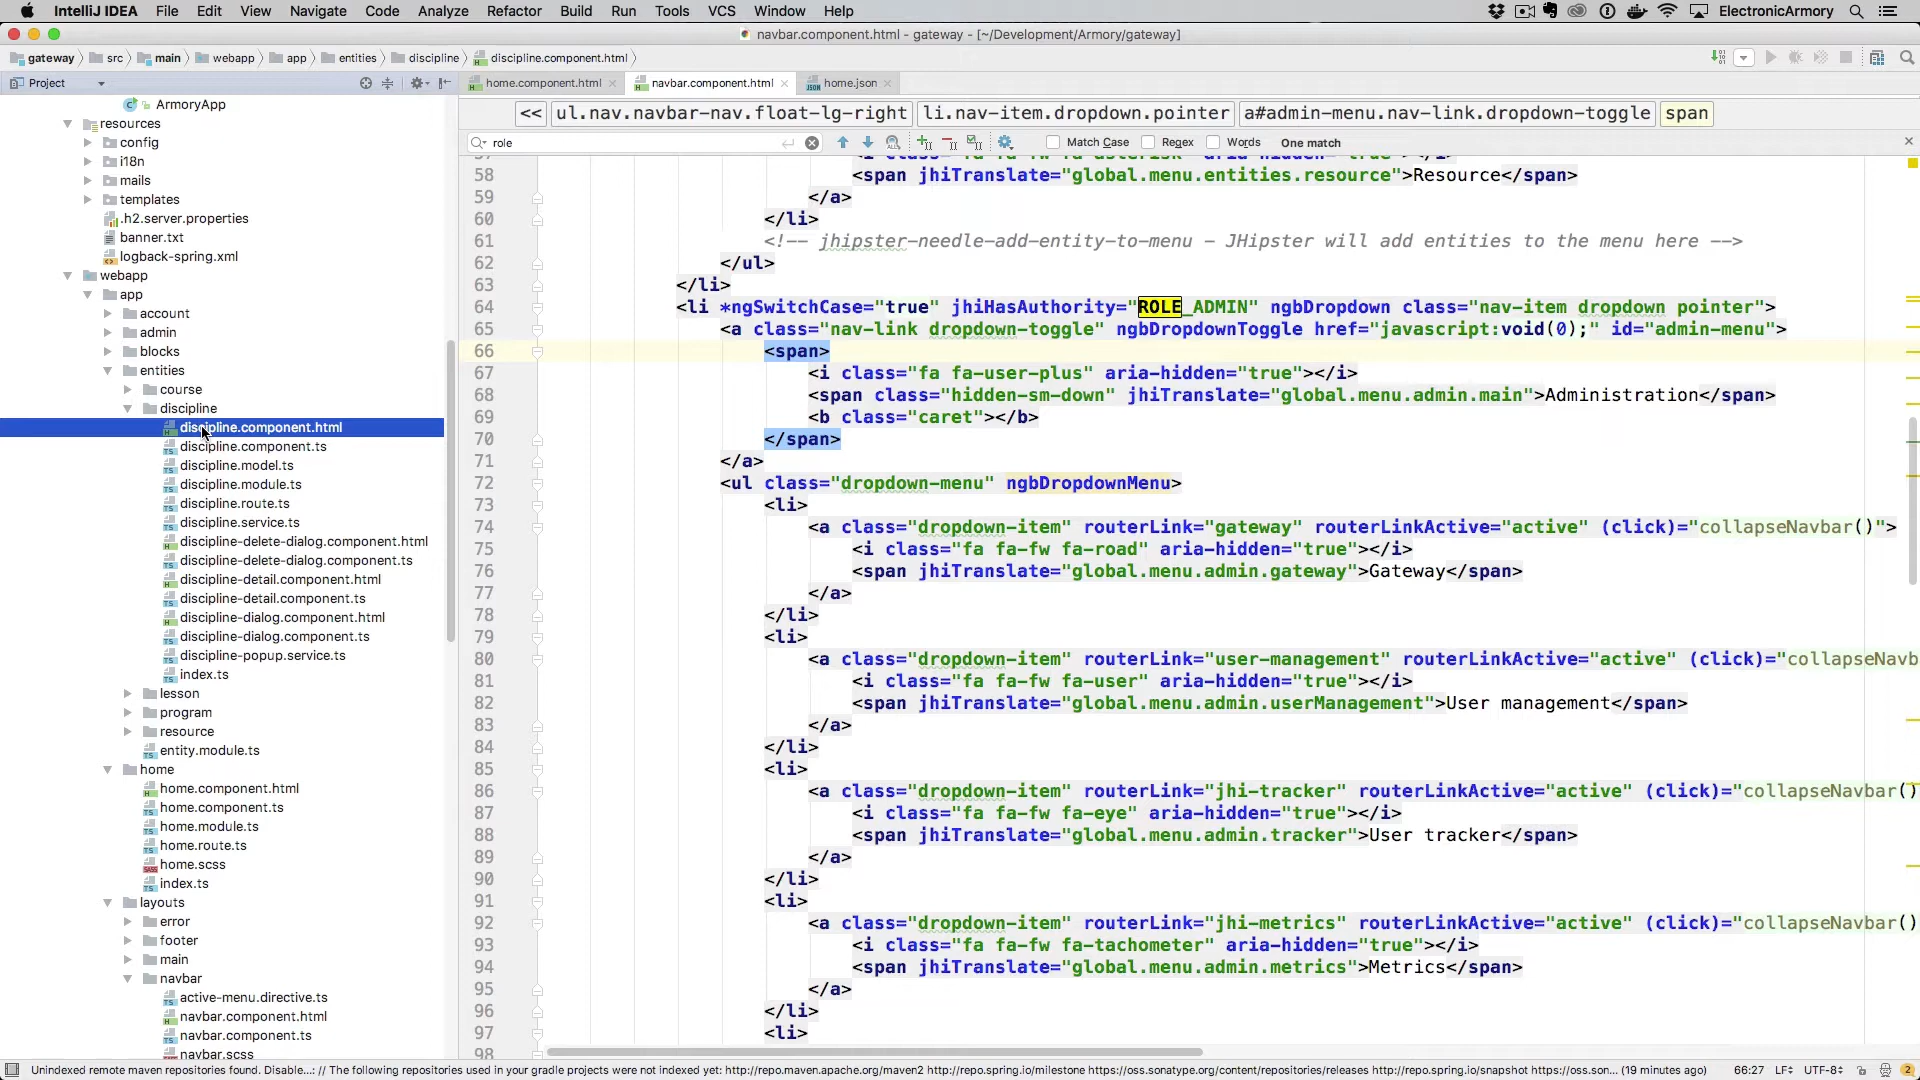 IntelliJ IDEA File Edit View Navigate Code Analyze Refactor Build Run Tools VCS Window Help ElectronicArmory
navbar.component.html - gateway - [~/Development/Armory/gateway]
gateway src main webapp app entities discipline discipline.component.html
Project
home.component.html navbar.component.html home.json
<< ul.nav.navbar-nav.float-lg-right li.nav-item.dropdown.pointer a#admin-menu.nav-link.dropdown-toggle span
role Match Case Regex Words One match
ArmoryApp
resources
config
i18n
mails
templates
.h2.server.properties
banner.txt
logback-spring.xml
webapp
app
account
admin
blocks
entities
course
discipline
discipline.component.html
discipline.component.ts
discipline.model.ts
discipline.module.ts
discipline.route.ts
discipline.service.ts
discipline-delete-dialog.component.html
discipline-delete-dialog.component.ts
discipline-detail.component.html
discipline-detail.component.ts
discipline-dialog.component.html
discipline-dialog.component.ts
discipline-popup.service.ts
index.ts
lesson
program
resource
entity.module.ts
home
home.component.html
home.component.ts
home.module.ts
home.route.ts
home.scss
index.ts
layouts
error
footer
main
navbar
active-menu.directive.ts
navbar.component.html
navbar.component.ts
navbar.scss
58 <span jhiTranslate="global.menu.entities.resource">Resource</span>
59 </a>
60 </li>
61 <!-- jhipster-needle-add-entity-to-menu - JHipster will add entities to the menu here -->
62 </ul>
63 </li>
64 <li *ngSwitchCase="true" jhiHasAuthority="ROLE_ADMIN" ngbDropdown class="nav-item dropdown pointer">
65 <a class="nav-link dropdown-toggle" ngbDropdownToggle href="javascript:void(0);" id="admin-menu">
66 <span>
67 <i class="fa fa-user-plus" aria-hidden="true"></i>
68 <span class="hidden-sm-down" jhiTranslate="global.menu.admin.main">Administration</span>
69 <b class="caret"></b>
70 </span>
71 </a>
72 <ul class="dropdown-menu" ngbDropdownMenu>
73 <li>
74 <a class="dropdown-item" routerLink="gateway" routerLinkActive="active" (click)="collapseNavbar()">
75 <i class="fa fa-fw fa-road" aria-hidden="true"></i>
76 <span jhiTranslate="global.menu.admin.gateway">Gateway</span>
77 </a>
78 </li>
79 <li>
80 <a class="dropdown-item" routerLink="user-management" routerLinkActive="active" (click)="collapseNavb
81 <i class="fa fa-fw fa-user" aria-hidden="true"></i>
82 <span jhiTranslate="global.menu.admin.userManagement">User management</span>
83 </a>
84 </li>
85 <li>
86 <a class="dropdown-item" routerLink="jhi-tracker" routerLinkActive="active" (click)="collapseNavbar()
87 <i class="fa fa-fw fa-eye" aria-hidden="true"></i>
88 <span jhiTranslate="global.menu.admin.tracker">User tracker</span>
89 </a>
90 </li>
91 <li>
92 <a class="dropdown-item" routerLink="jhi-metrics" routerLinkActive="active" (click)="collapseNavbar()
93 <i class="fa fa-fw fa-tachometer" aria-hidden="true"></i>
94 <span jhiTranslate="global.menu.admin.metrics">Metrics</span>
95 </a>
96 </li>
97 <li>
98
Unindexed remote maven repositories found. Disable...: // The following repositories used in your gradle projects were not indexed yet: http://repo.maven.apache.org/maven2 http://repo.spring.io/milestone https://oss.sonatype.org/content/repositories/releases http://repo.spring.io/snapshot https://oss.son... (19 minutes ago) 66:27 LF UTF-8 2